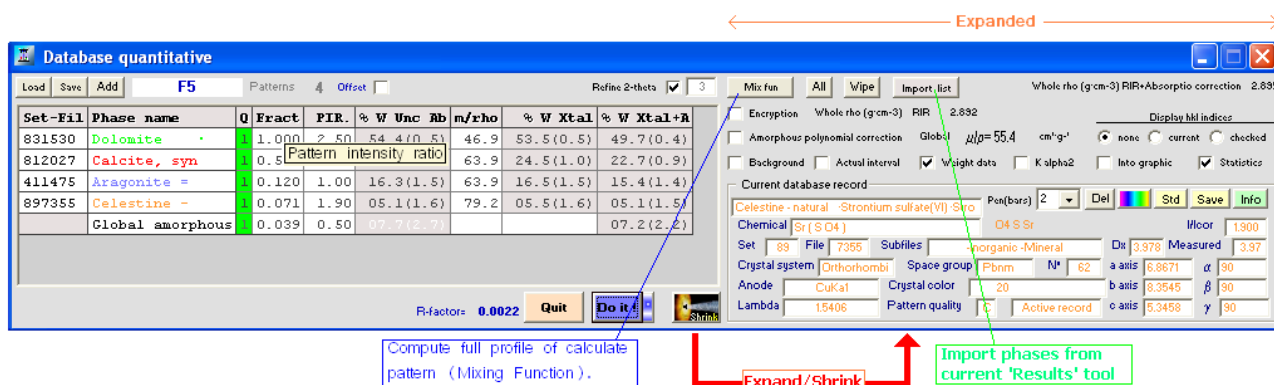 Expanded
Database quantitative
Load Save Add F5 Patterns 4 Offset Refine 2-theta 3
Mix fun All Wipe Import list Whole rho (g·cm-3) RIR+Absorptio correction 2.895
Set-Fil Phase name Q Fract PIR. % W Unc Ab m/rho % W Xtal % W Xtal+A
831530 Dolomite · 1 1.000 2.50 54.4(0.5) 46.9 53.5(0.5) 49.7(0.4)
812027 Calcite, syn 1 0.5 63.9 24.5(1.0) 22.7(0.9)
Pattern intensity ratio
411475 Aragonite = 1 0.120 1.00 16.3(1.5) 63.9 16.5(1.5) 15.4(1.4)
897355 Celestine - 1 0.071 1.90 05.1(1.6) 79.2 05.5(1.6) 05.1(1.5)
Global amorphous 1 0.039 0.50 07.7(2.7) 07.2(2.2)
R-factor= 0.0022 Quit Do it! Shrink
Encryption Whole rho (g·cm-3) RIR 2.892 Display hkl indices
Amorphous polynomial correction Global μ/ρ= 55.4 cm²·g-¹ none current checked
Background Actual interval Weight data K alpha2 Into graphic Statistics
Current database record
Celestine - natural ·Strontium sulfate(VI) ·Stro Pen(bars) 2 Del Std Save Info
Chemical Sr ( S O4 ) O4 S Sr I/Icor 1.900
Set 89 File 7355 Subfiles -Inorganic -Mineral Dx 3.978 Measured 3.97
Crystal system Orthorhombi Space group Pbnm Nº 62 a axis 6.8671 α 90
Anode CuKa1 Crystal color 20 b axis 8.3545 β 90
Lambda 1.5406 Pattern quality C Active record c axis 5.3458 γ 90
Compute full profile of calculate
pattern (Mixing Function).
Expand/Shrink
Import phases from
current 'Results' tool